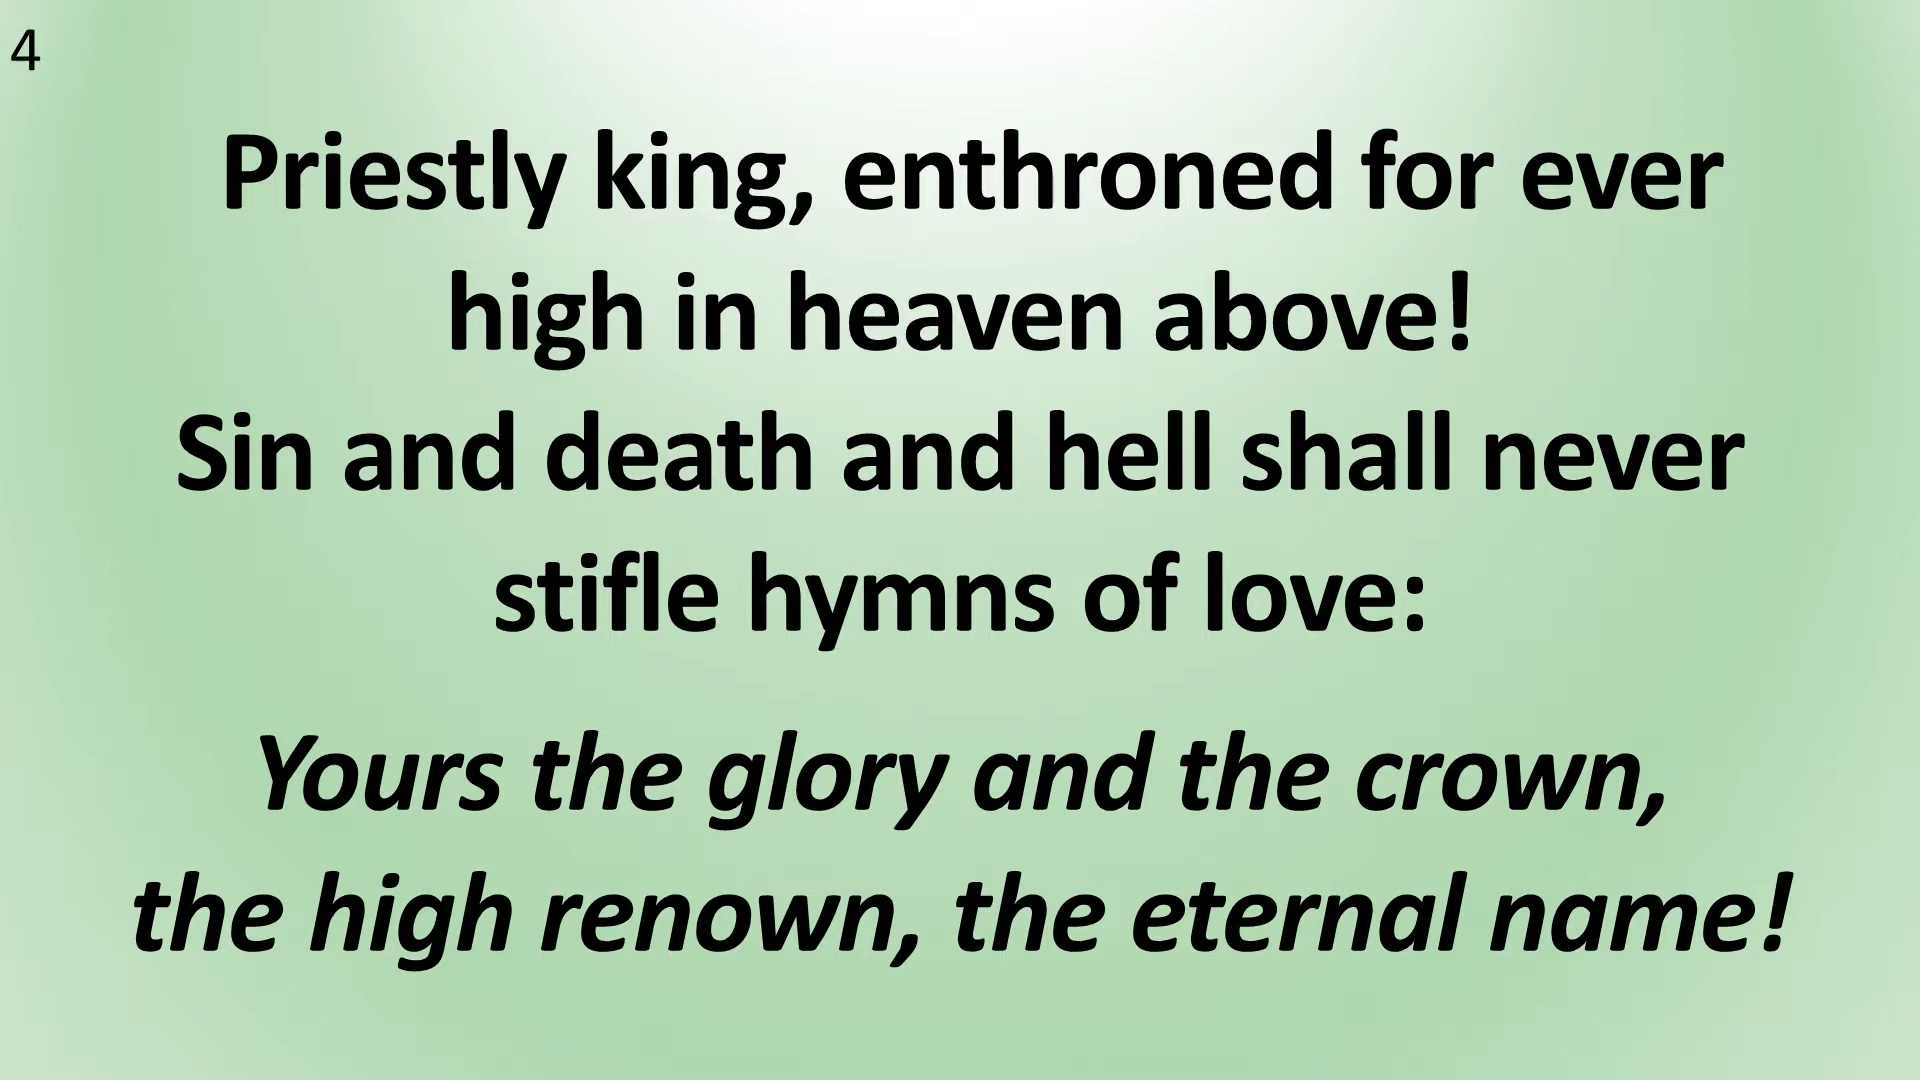 4
Priestly king, enthroned for ever
high in heaven above!
Sin and death and hell shall never
stifle hymns of love:
Yours the glory and the crown,
the high renown, the eternal name!